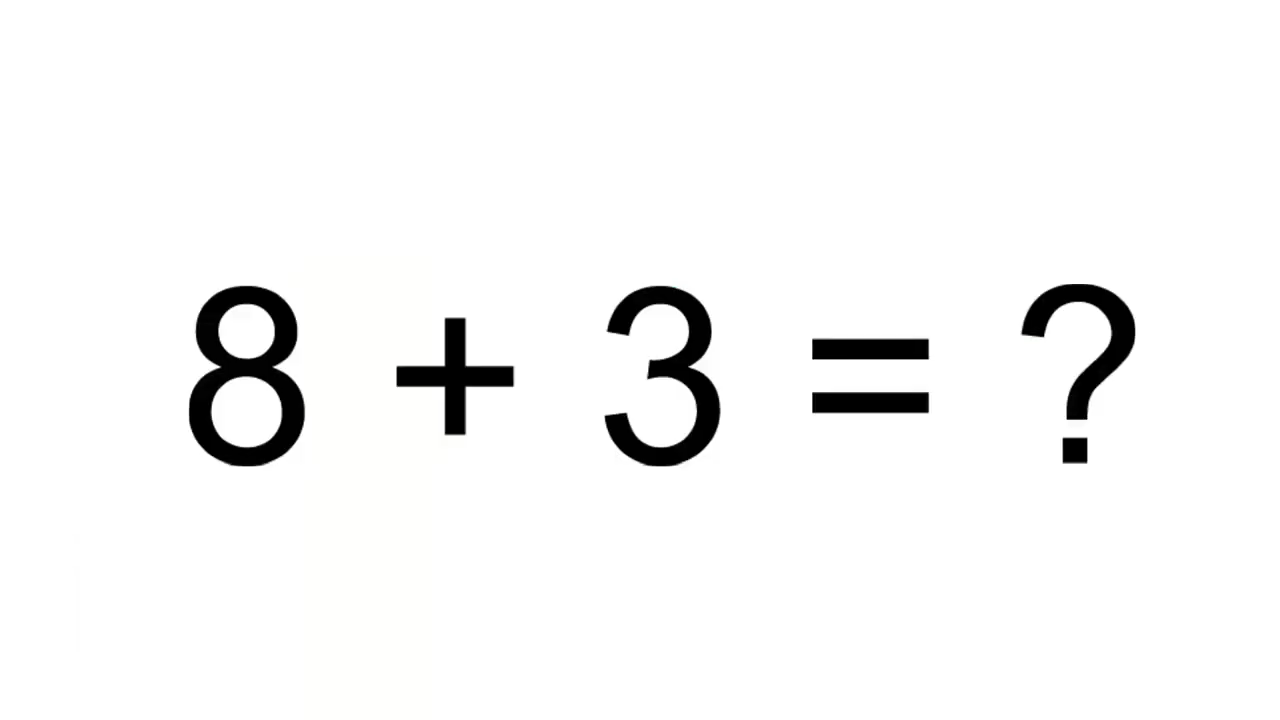 8 + 3 = ?